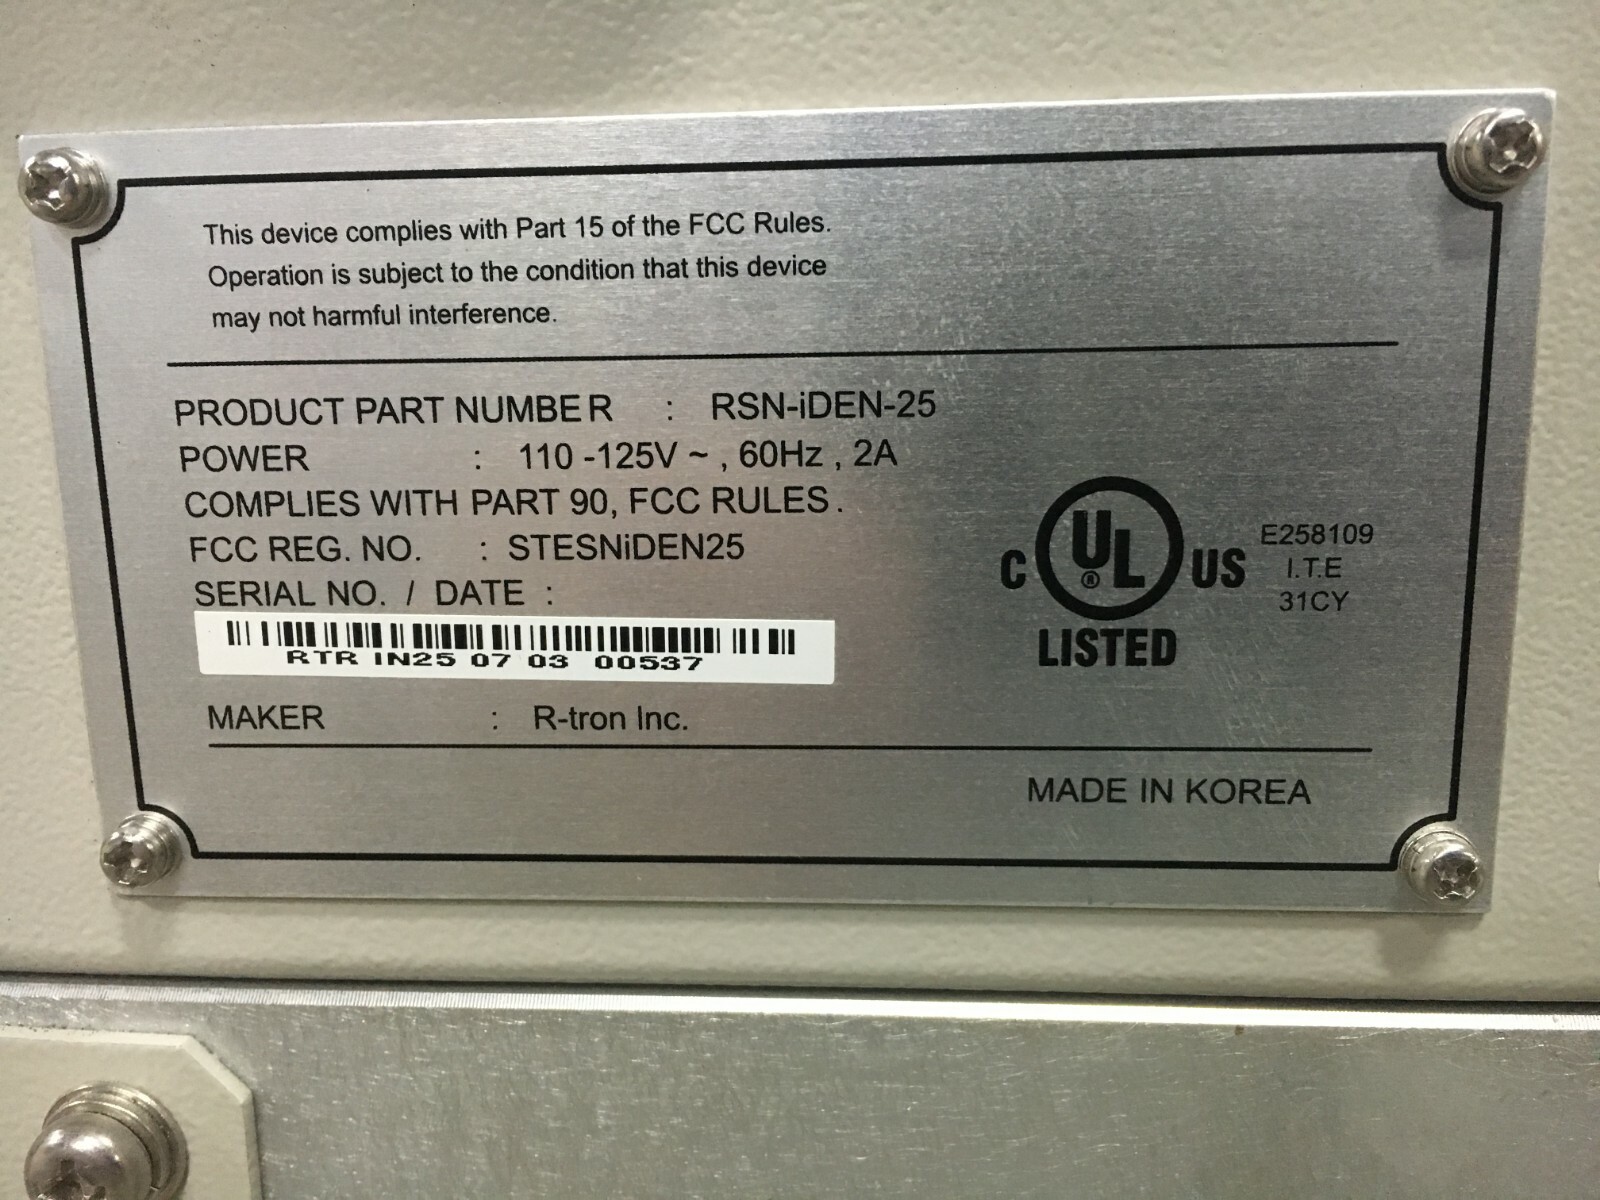 This device complies with Part 15 of the FCC Rules.
Operation is subject to the condition that this device
may not harmful interference.
PRODUCT PART NUMBER : RSN-iDEN-25
POWER : 110 -125V ~ , 60Hz , 2A
COMPLIES WITH PART 90, FCC RULES .
FCC REG. NO. : STESNiDEN25
SERIAL NO. / DATE :
RTR IN25 07 03 00537
MAKER : R-tron Inc.
C UL ® US
LISTED
E258109
I.T.E
31CY
MADE IN KOREA